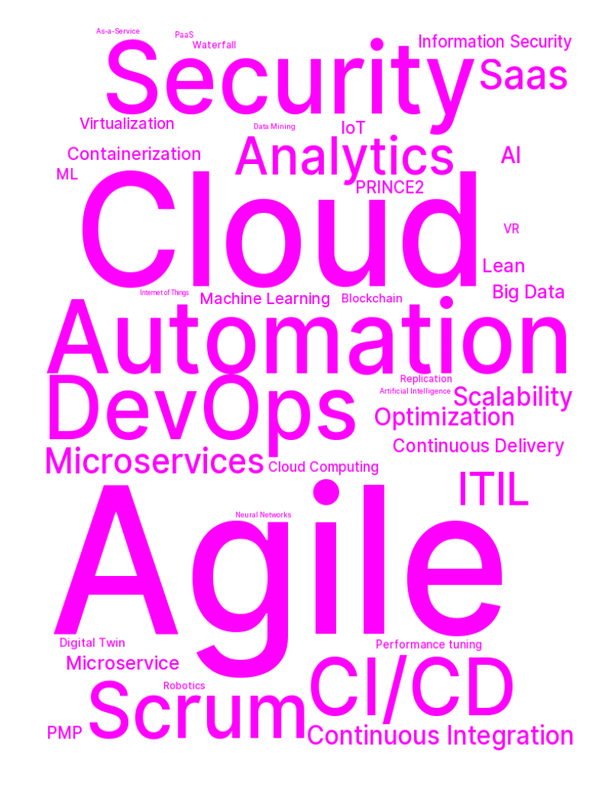 As-a-Service
PaaS
Waterfall
Information Security
Security
Saas
Virtualization
Data Mining
IoT
Containerization
Analytics
AI
ML
PRINCE2
Cloud
VR
Lean
Internet of Things
Machine Learning
Blockchain
Big Data
Automation
Replication
Artificial Intelligence
Scalability
DevOps
Optimization
Continuous Delivery
Microservices
Cloud Computing
ITIL
Neural Networks
Agile
Digital Twin
Performance tuning
Microservice
CI/CD
Robotics
Scrum
PMP
Continuous Integration